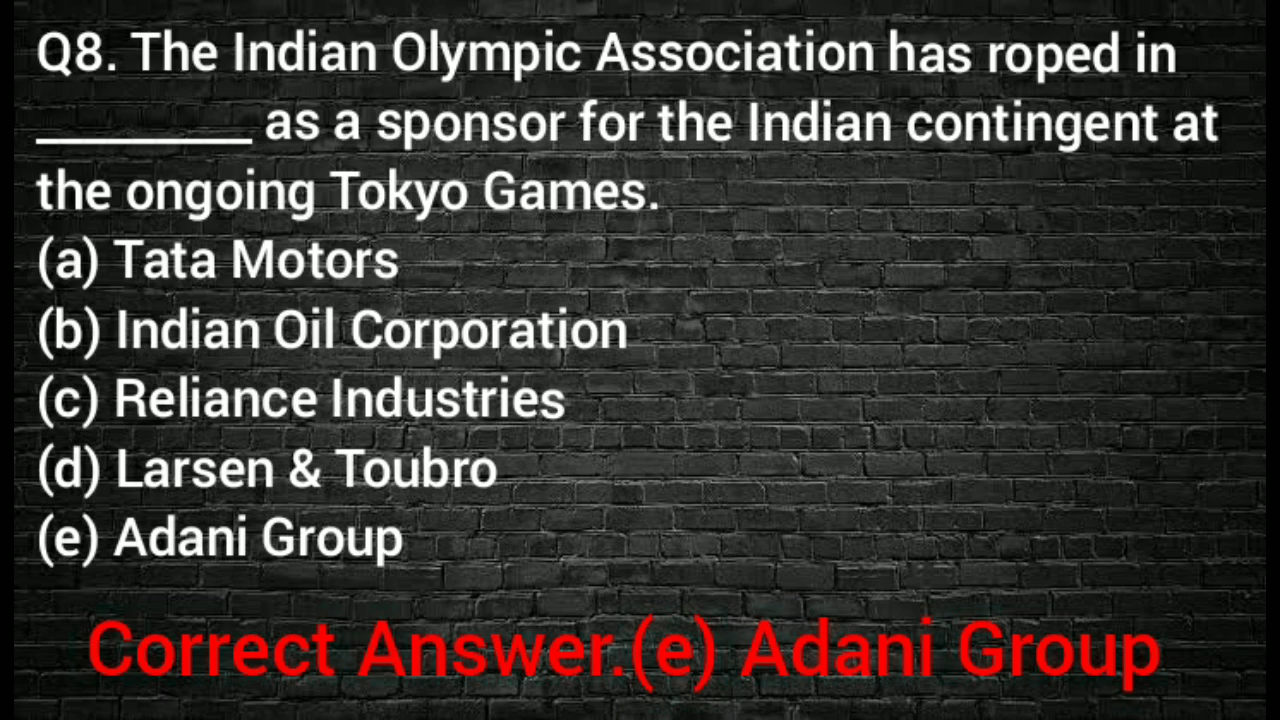 Q8. The Indian Olympic Association has roped in
_________ as a sponsor for the Indian contingent at
the ongoing Tokyo Games.
(a) Tata Motors
(b) Indian Oil Corporation
(c) Reliance Industries
(d) Larsen & Toubro
(e) Adani Group
Correct Answer.(e) Adani Group